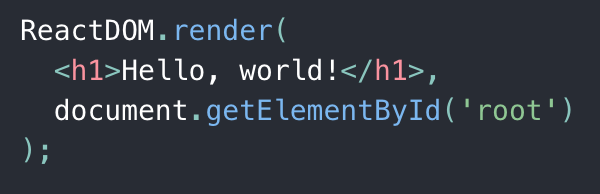 ReactDOM.render(
  <h1>Hello, world!</h1>,
  document.getElementById('root')
);